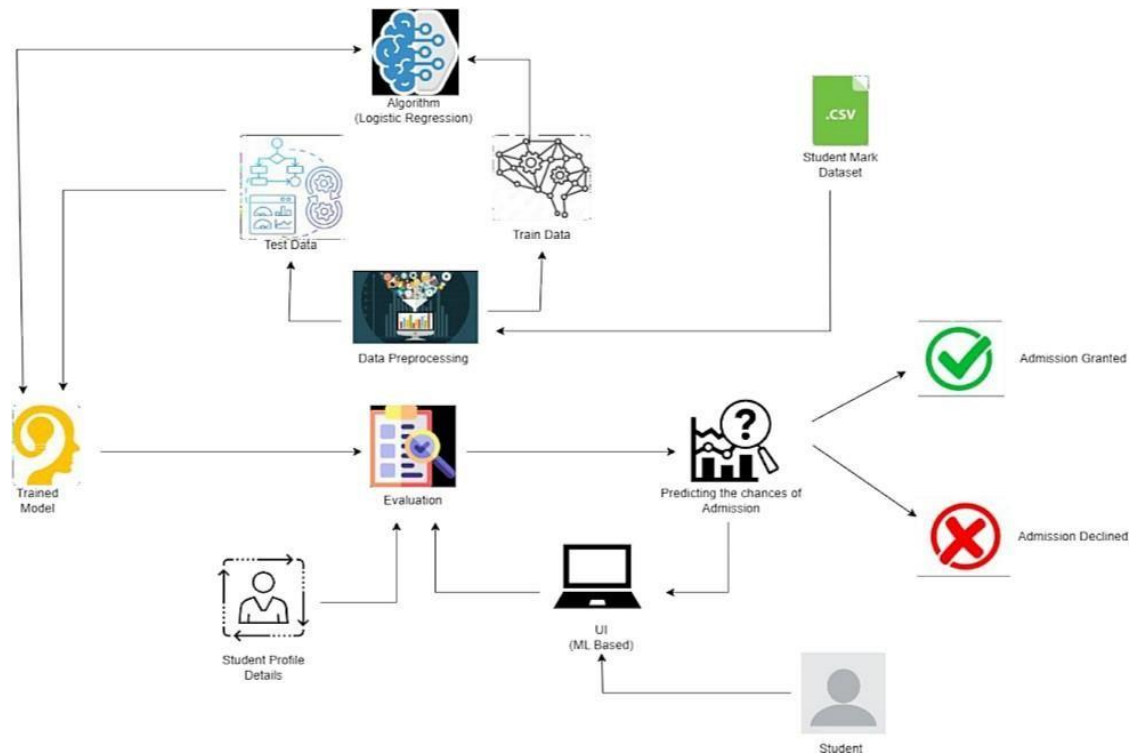 Algorithm
(Logistic Regression)
.CSV
Student Mark
Dataset
Test Data
Train Data
Data Preprocessing
Admission Granted
Trained
Model
Evaluation
?
Predicting the chances of
Admission
Admission Declined
Student Profile
Details
UI
(ML Based)
Student